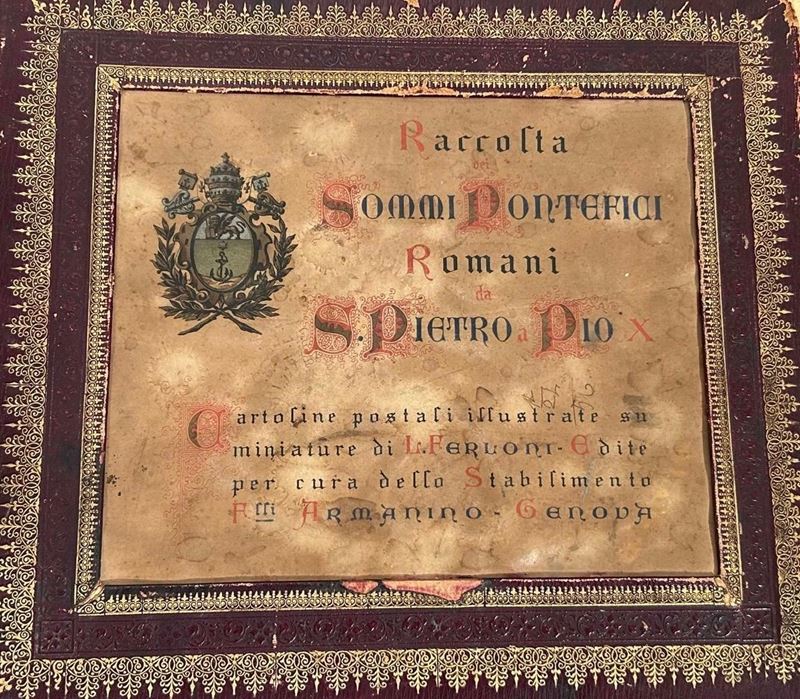 Raccolta
dei
Sommi Pontefici
Romani
da
S. Pietro a Pio X
Cartoline postali illustrate su
miniature di L. Ferloni - Edite
per cura dello Stabilimento
Flli Armanino - Genova